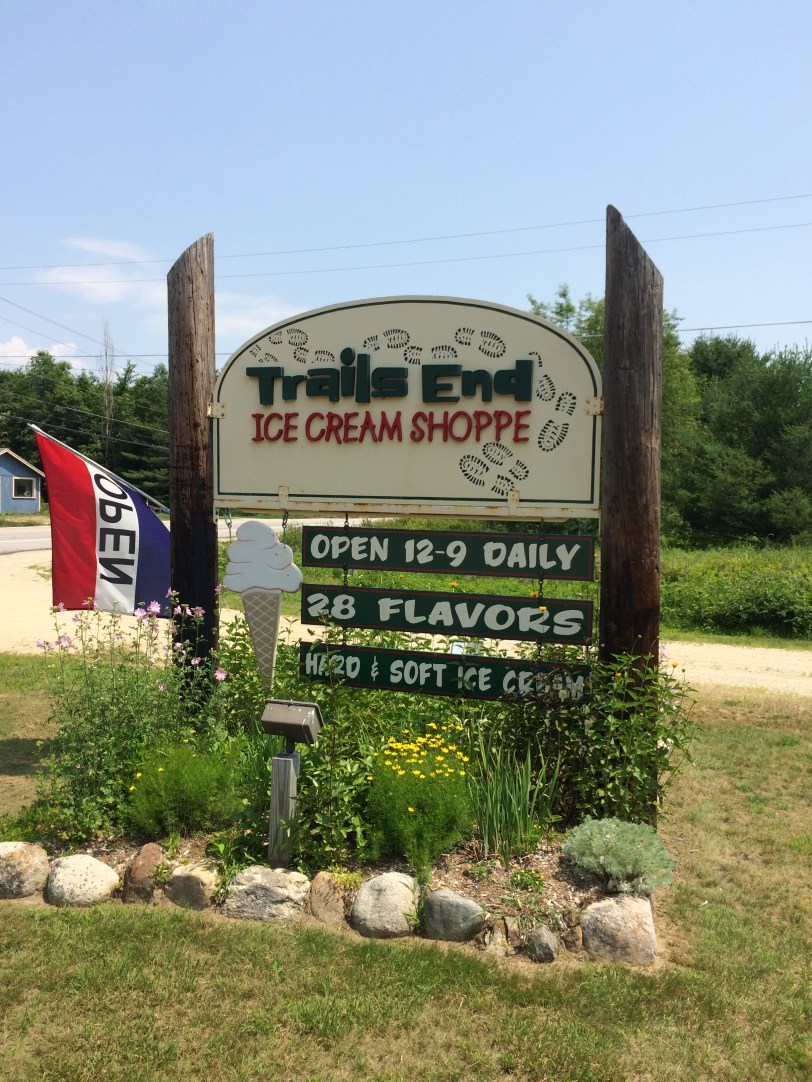 Trails End
ICE CREAM SHOPPE
OPEN
OPEN 12-9 DAILY
28 FLAVORS
HARD & SOFT ICE CREAM